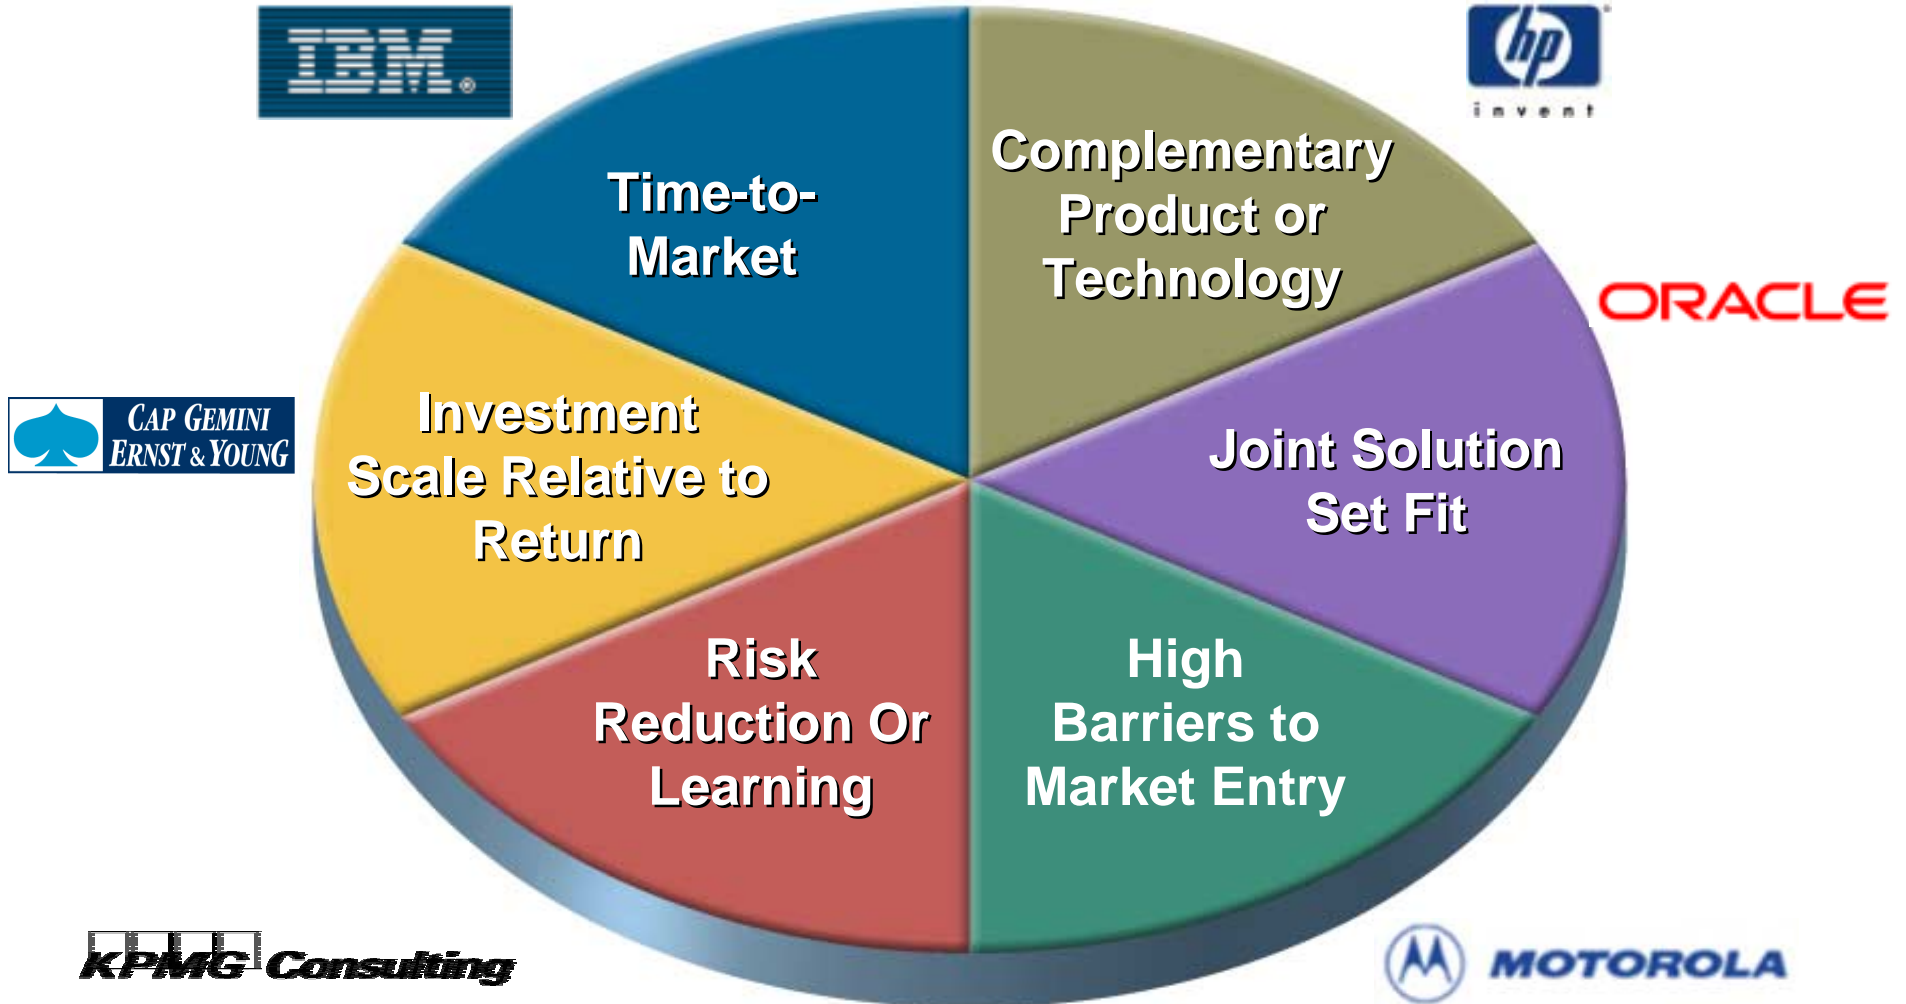 IBM®
hp
invent
Time-to-
Market
Complementary
Product or
Technology
ORACLE
CAP GEMINI
ERNST & YOUNG
Investment
Scale Relative to
Return
Joint Solution
Set Fit
Risk
Reduction Or
Learning
High
Barriers to
Market Entry
KPMG Consulting
MOTOROLA